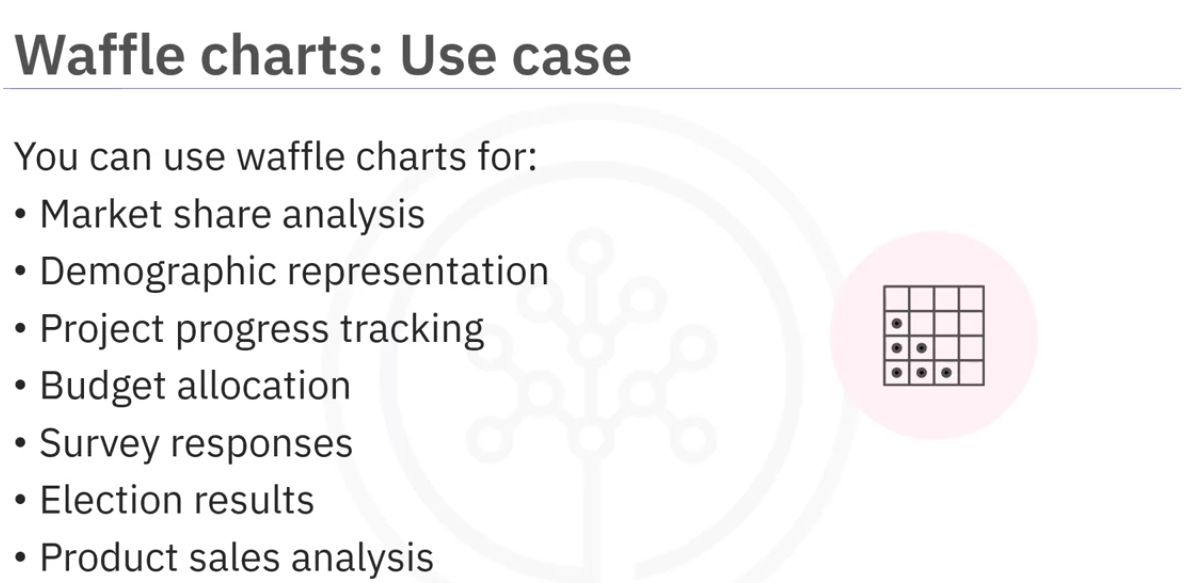 Waffle charts: Use case
You can use waffle charts for:
• Market share analysis
• Demographic representation
• Project progress tracking
• Budget allocation
• Survey responses
• Election results
• Product sales analysis